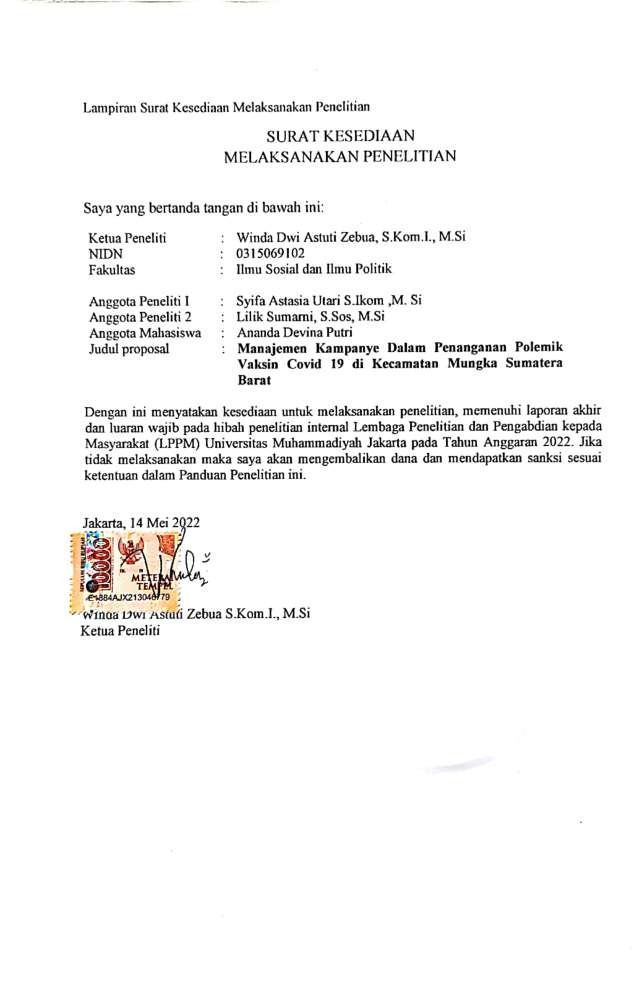 Lampiran Surat Kesediaan Melaksanakan Penelitian
SURAT KESEDIAAN
MELAKSANAKAN PENELITIAN
Saya yang bertanda tangan di bawah ini:
Ketua Peneliti : Winda Dwi Astuti Zebua, S.Kom.I., M.Si
NIDN : 0315069102
Fakultas : Ilmu Sosial dan Ilmu Politik
Anggota Peneliti 1 : Syifa Astasia Utari S.Ikom ,M. Si
Anggota Peneliti 2 : Lilik Sumarni, S.Sos, M.Si
Anggota Mahasiswa : Ananda Devina Putri
Judul proposal : Manajemen Kampanye Dalam Penanganan Polemik
Vaksin Covid 19 di Kecamatan Mungka Sumatera
Barat
Dengan ini menyatakan kesediaan untuk melaksanakan penelitian, memenuhi laporan akhir
dan luaran wajib pada hibah penelitian internal Lembaga Penelitian dan Pengabdian kepada
Masyarakat (LPPM) Universitas Muhammadiyah Jakarta pada Tahun Anggaran 2022. Jika
tidak melaksanakan maka saya akan mengembalikan dana dan mendapatkan sanksi sesuai
ketentuan dalam Panduan Penelitian ini.
Jakarta, 14 Mei 2022
10000
METERAI
TEMPEL
Winda Dwi Astuti Zebua S.Kom.I., M.Si
Ketua Peneliti